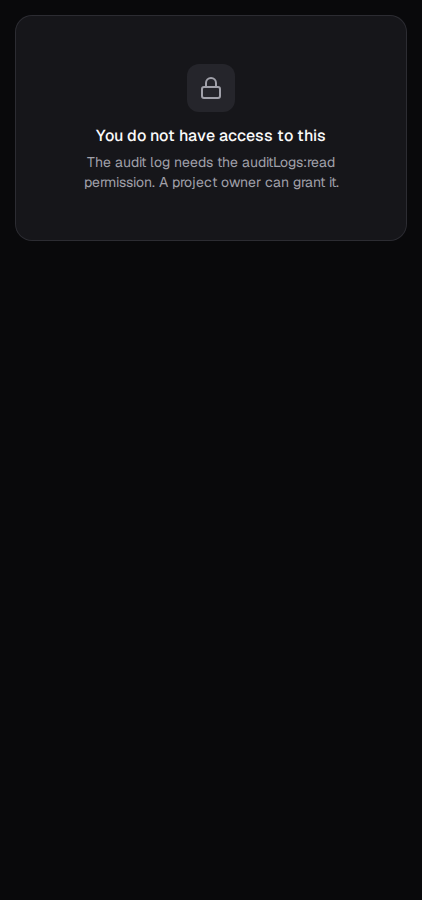 You do not have access to this
The audit log needs the auditLogs:read
permission. A project owner can grant it.